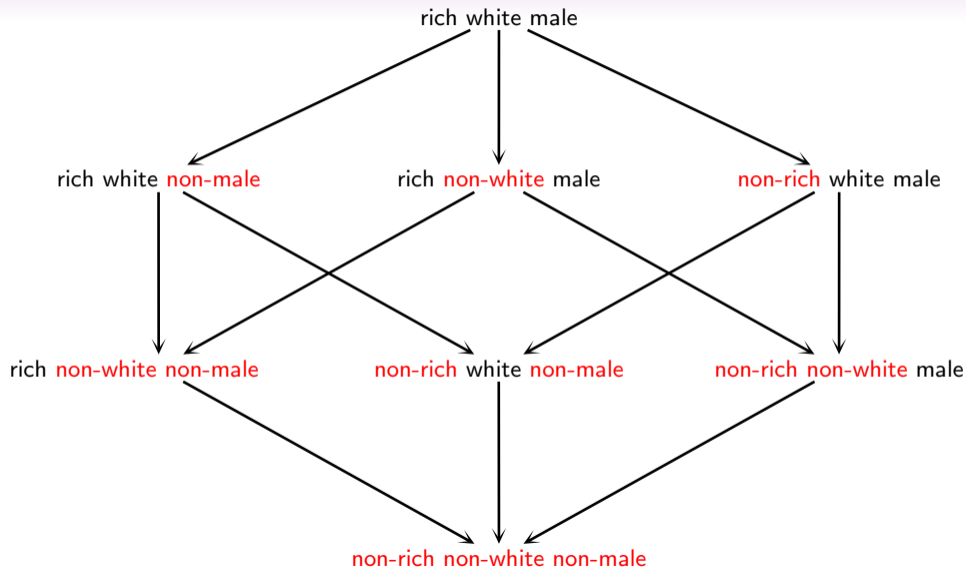 rich white male
rich white non-male
rich non-white male
non-rich white male
rich non-white non-male
non-rich white non-male
non-rich non-white male
non-rich non-white non-male